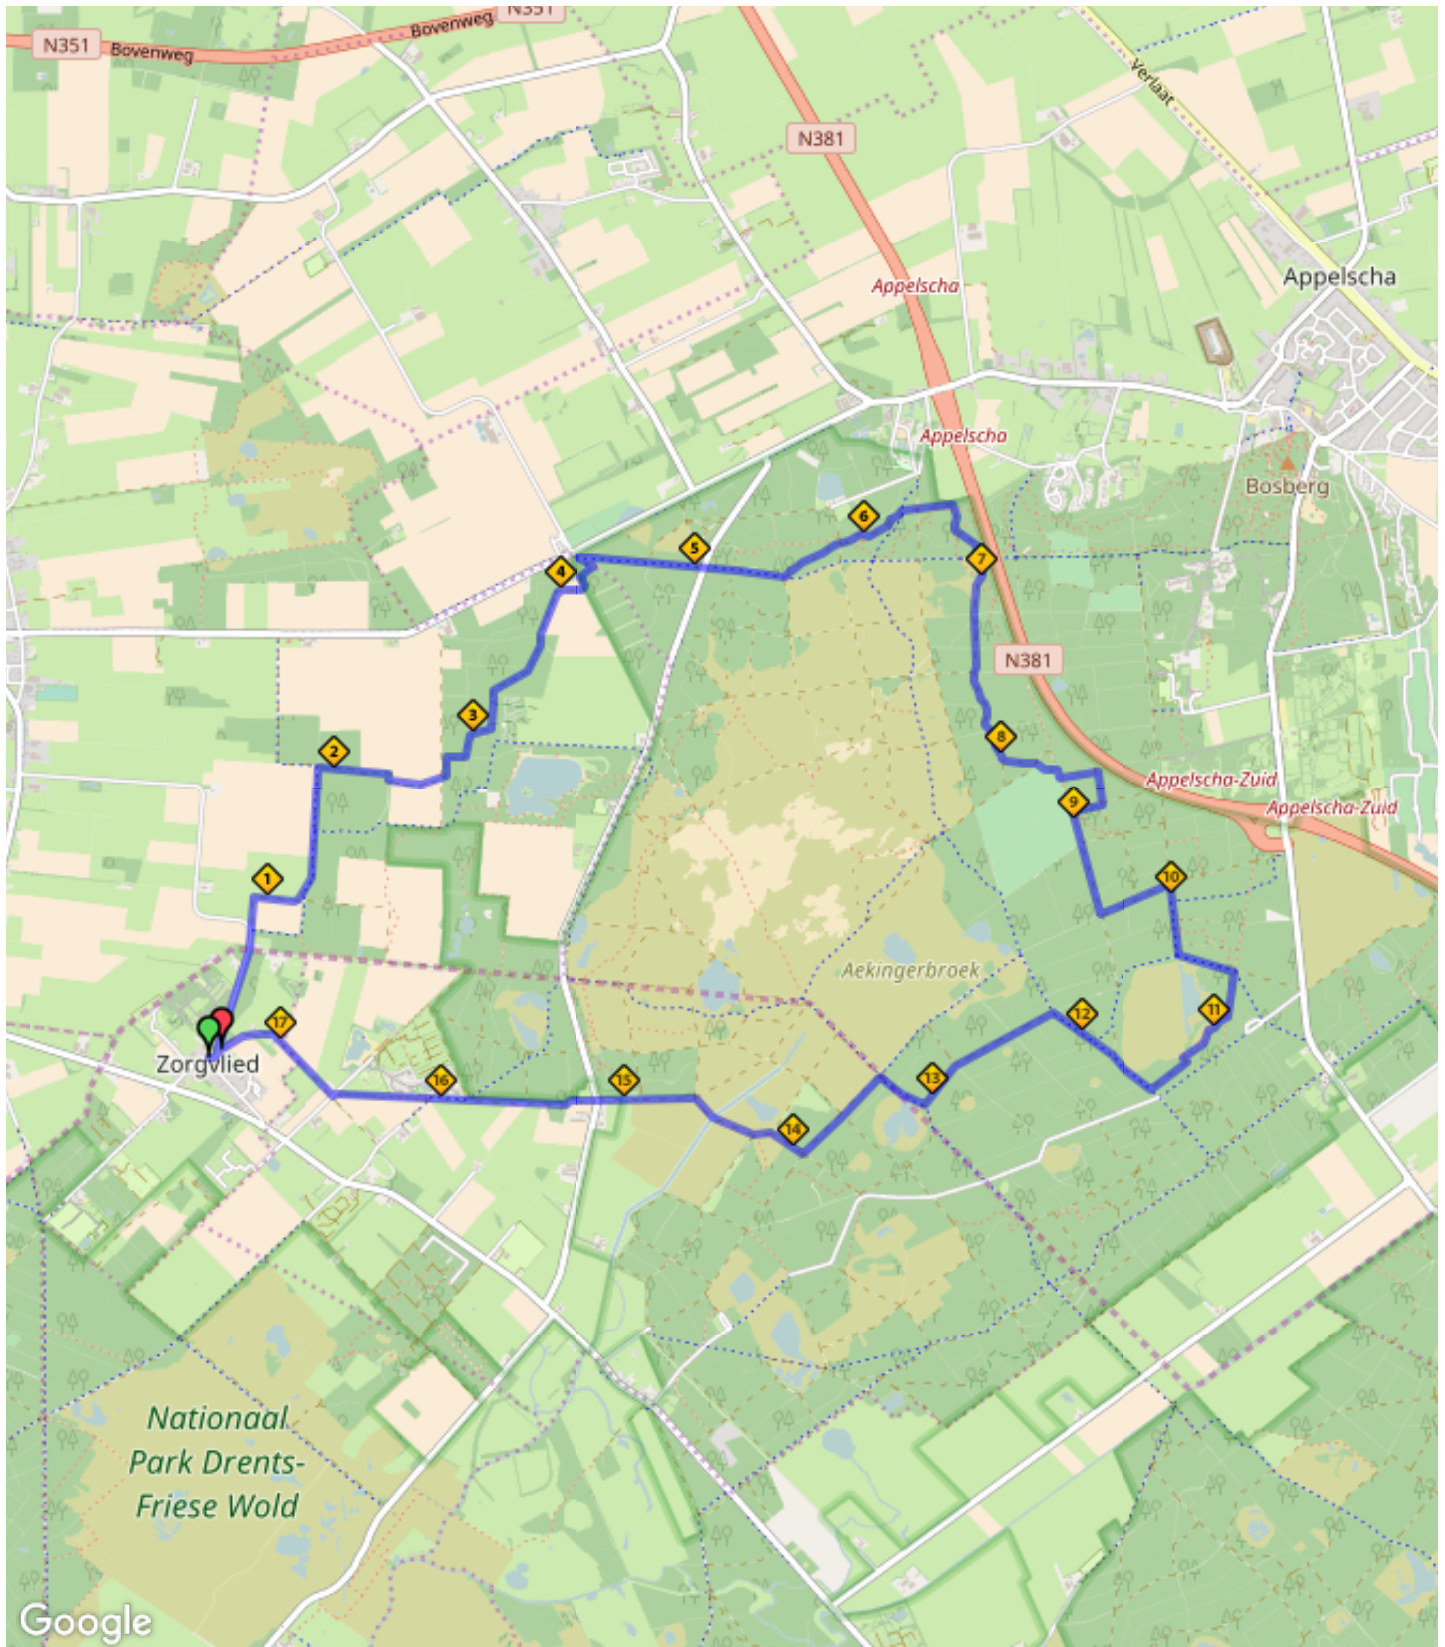 N351
N351
Bovenweg
Bovenweg
Verlaat
N381
Appelscha
Appelscha
Appelscha
Bosberg
6
5
7
4
N381
3
2
8
Appelscha-Zuid
9
Appelscha-Zuid
1
10
Aekingerbroek
11
12
17
Zorgvlied
16
15
13
14
Nationaal
Park Drents-
Friese Wold
Google